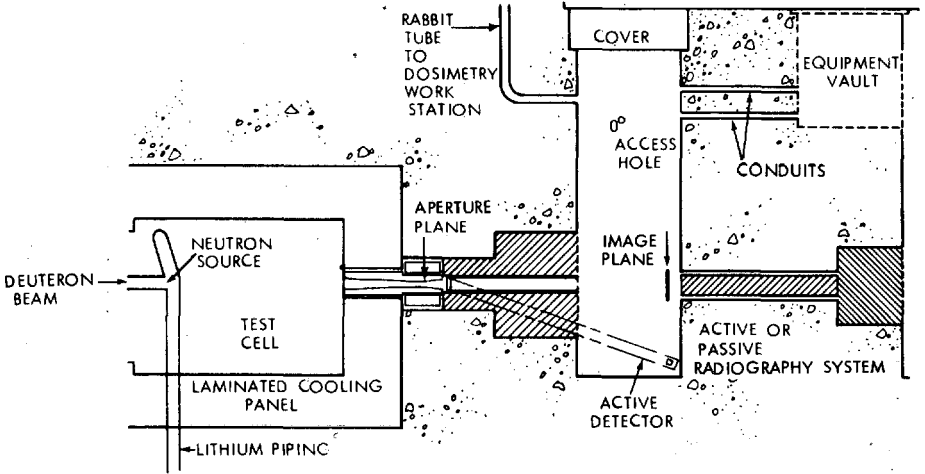 RABBIT
TUBE
TO
DOSIMETRY
WORK
STATION
COVER
EQUIPMENT
VAULT
0°
ACCESS
HOLE
CONDUITS
APERTURE
PLANE
IMAGE
PLANE
NEUTRON
SOURCE
DEUTERON
BEAM
TEST
CELL
LAMINATED COOLING
PANEL
ACTIVE OR
PASSIVE
RADIOGRAPHY SYSTEM
ACTIVE
DETECTOR
LITHIUM PIPINC